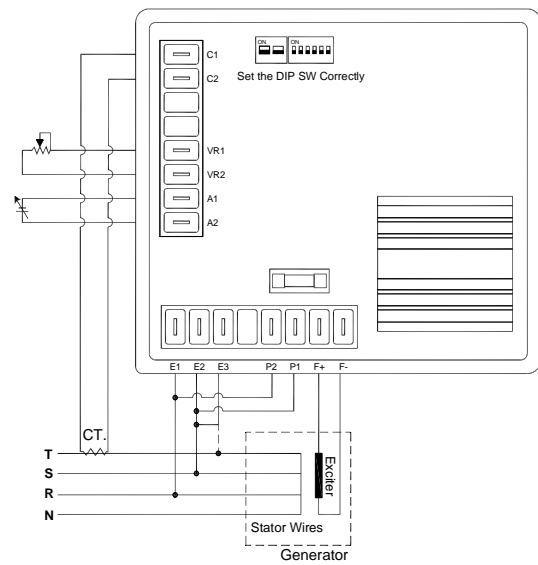 ON
ON
Set the DIP SW Correctly
C1
C2
VR1
VR2
A1
A2
E1 E2 E3 P2 P1 F+ F-
CT.
T
S
R
N
Exciter
Stator Wires
Generator